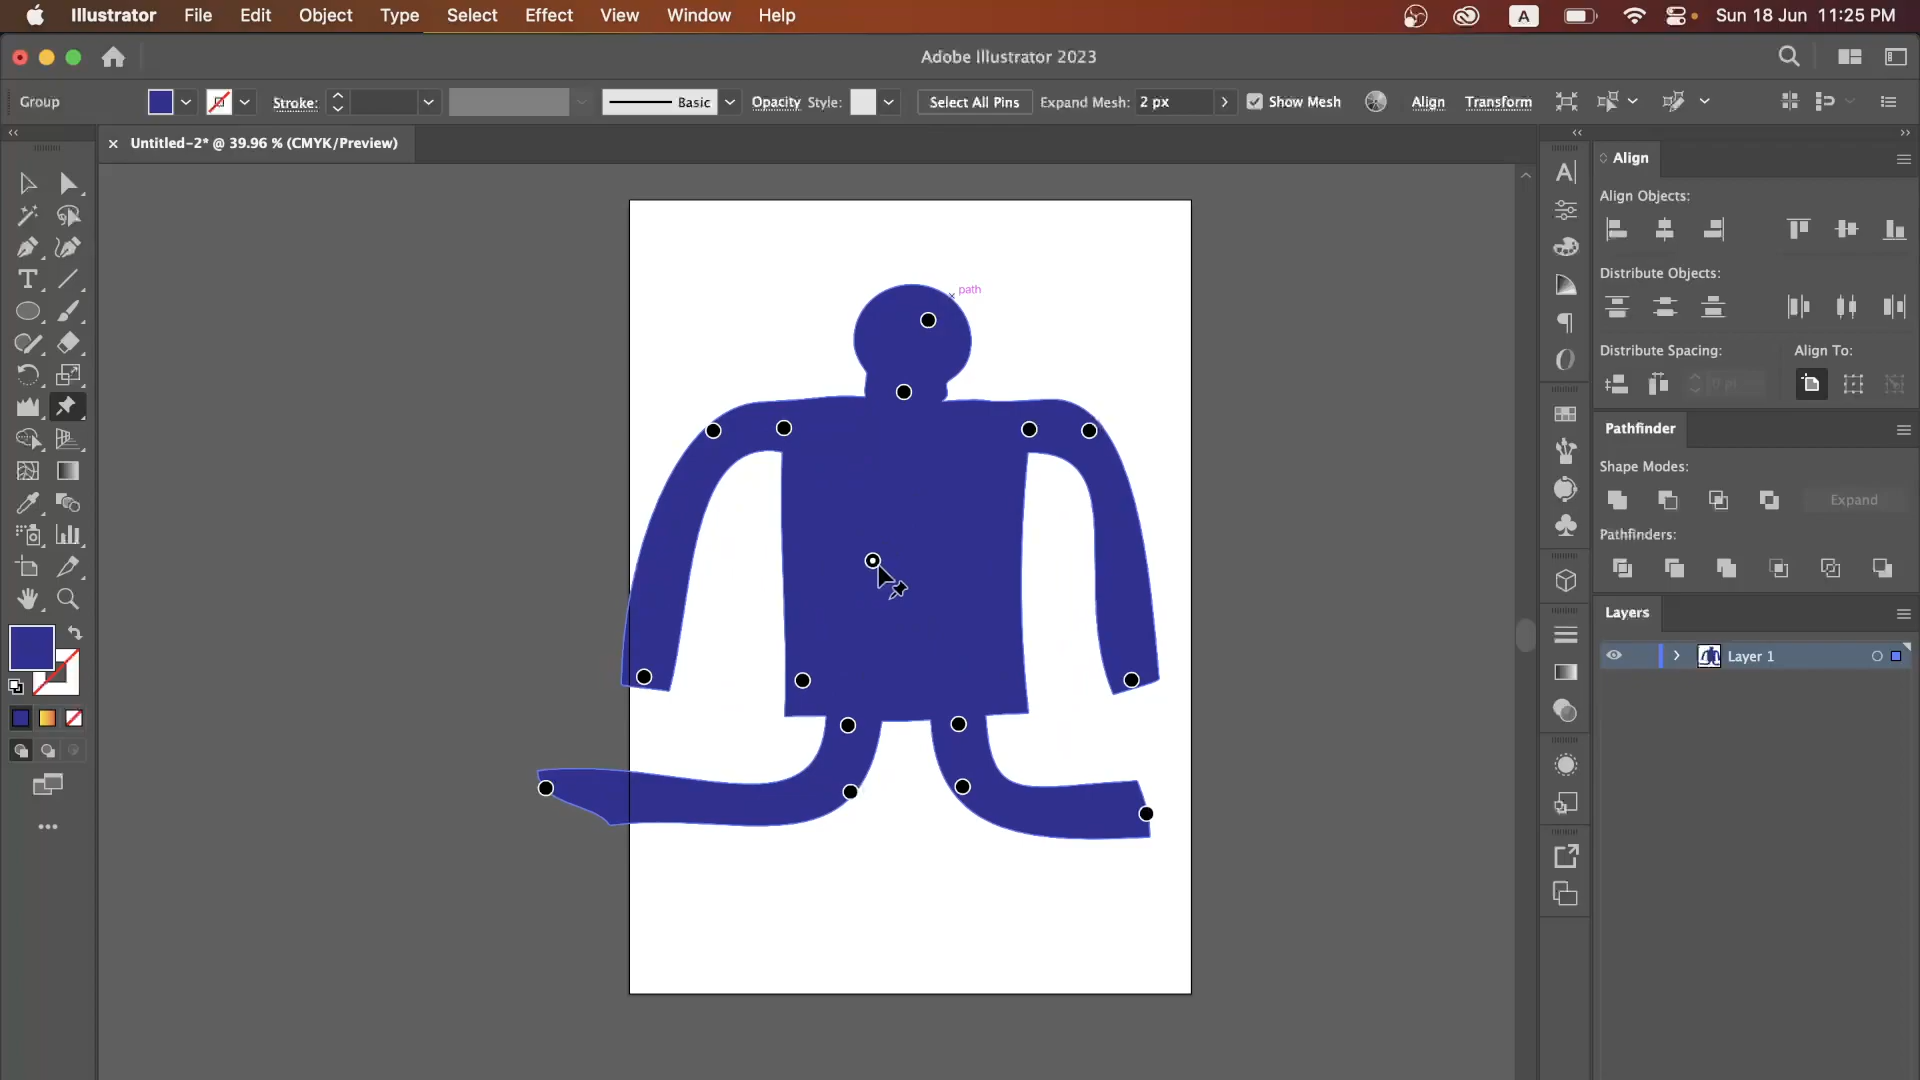 Illustrator File Edit Object Type Select Effect View Window Help A Sun 18 Jun 11:25 PM
Adobe Illustrator 2023
Group Stroke: Basic Opacity Style: Select All Pins Expand Mesh: 2 px Show Mesh Align Transform
Untitled-2* @ 39.96 % (CMYK/Preview)
Align
Align Objects:
Distribute Objects:
Distribute Spacing: Align To:
path
Pathfinder
Shape Modes:
Expand
Pathfinders:
Layers
Layer 1